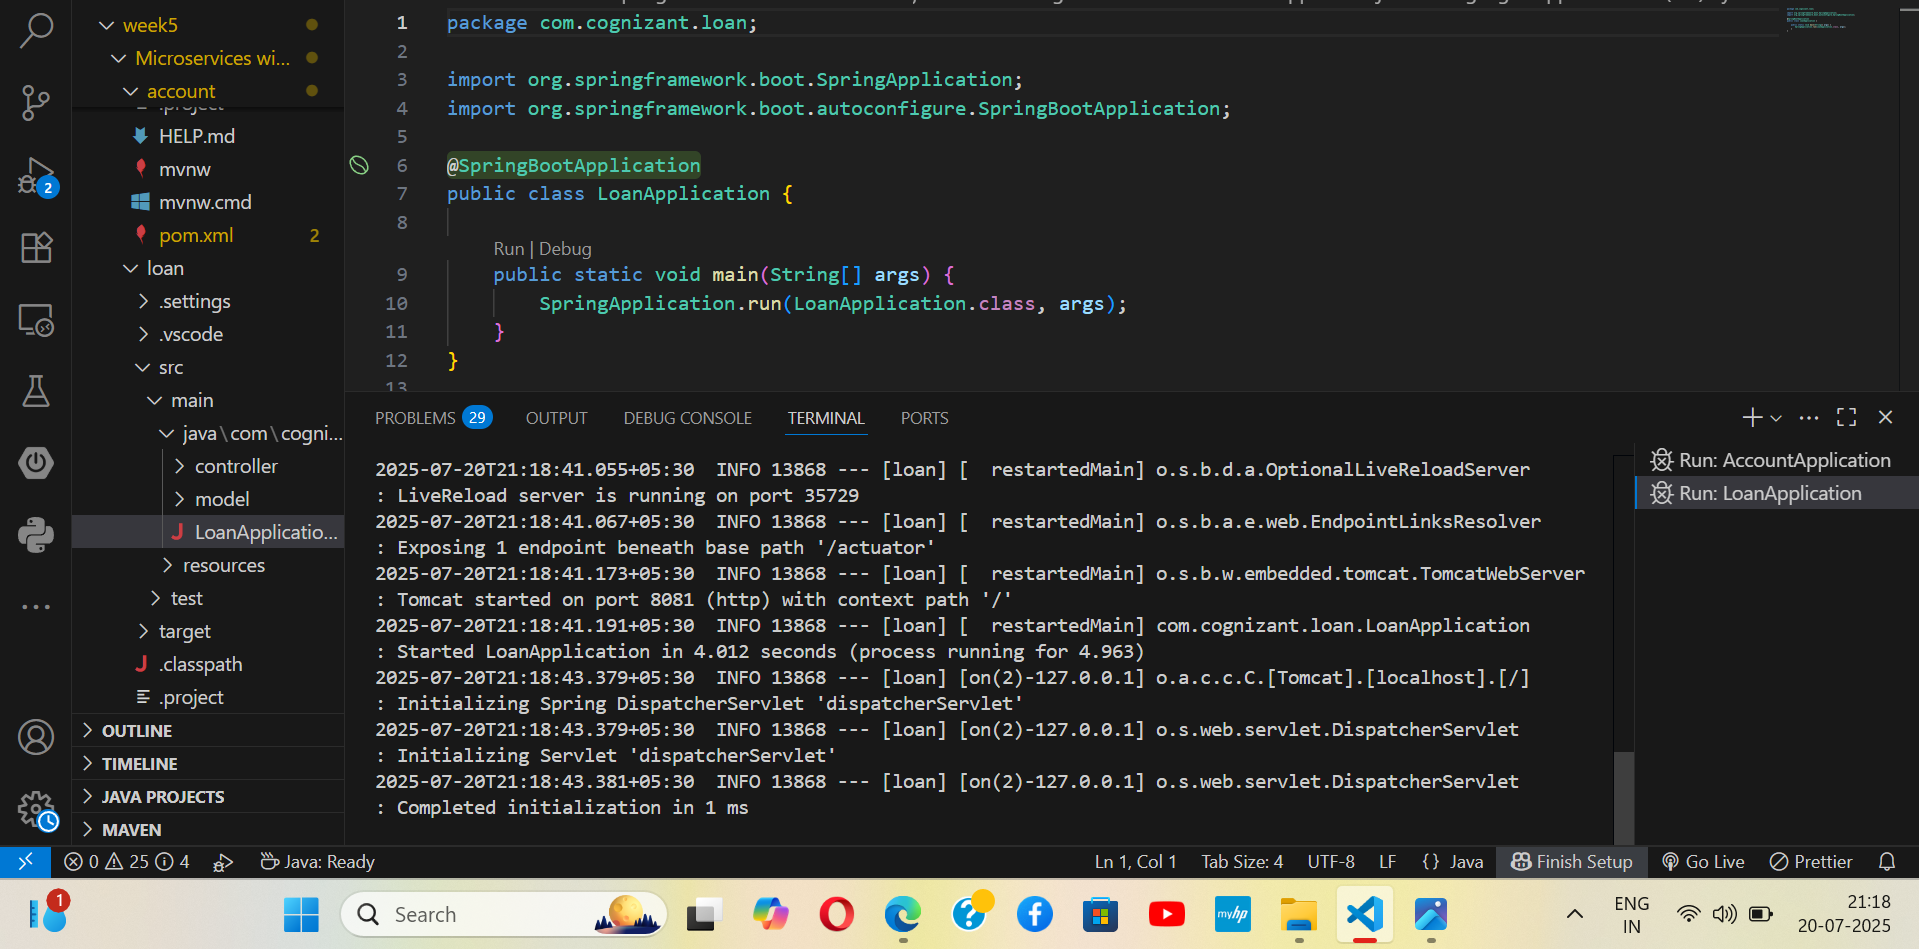 week5
Microservices wi...
account
.project
HELP.md
mvnw
mvnw.cmd
pom.xml 2
loan
.settings
.vscode
src
main
java\com\cogni...
controller
model
LoanApplicatio...
resources
test
target
.classpath
.project
OUTLINE
TIMELINE
JAVA PROJECTS
MAVEN
2
1 package com.cognizant.loan;
2
3 import org.springframework.boot.SpringApplication;
4 import org.springframework.boot.autoconfigure.SpringBootApplication;
5
6 @SpringBootApplication
7 public class LoanApplication {
8
Run | Debug
9 public static void main(String[] args) {
10 SpringApplication.run(LoanApplication.class, args);
11 }
12 }
13
PROBLEMS 29 OUTPUT DEBUG CONSOLE TERMINAL PORTS
2025-07-20T21:18:41.055+05:30  INFO 13868 --- [loan] [  restartedMain] o.s.b.d.a.OptionalLiveReloadServer
: LiveReload server is running on port 35729
2025-07-20T21:18:41.067+05:30  INFO 13868 --- [loan] [  restartedMain] o.s.b.a.e.web.EndpointLinksResolver
: Exposing 1 endpoint beneath base path '/actuator'
2025-07-20T21:18:41.173+05:30  INFO 13868 --- [loan] [  restartedMain] o.s.b.w.embedded.tomcat.TomcatWebServer
: Tomcat started on port 8081 (http) with context path '/'
2025-07-20T21:18:41.191+05:30  INFO 13868 --- [loan] [  restartedMain] com.cognizant.loan.LoanApplication
: Started LoanApplication in 4.012 seconds (process running for 4.963)
2025-07-20T21:18:43.379+05:30  INFO 13868 --- [loan] [on(2)-127.0.0.1] o.a.c.c.C.[Tomcat].[localhost].[/]
: Initializing Spring DispatcherServlet 'dispatcherServlet'
2025-07-20T21:18:43.379+05:30  INFO 13868 --- [loan] [on(2)-127.0.0.1] o.s.web.servlet.DispatcherServlet
: Initializing Servlet 'dispatcherServlet'
2025-07-20T21:18:43.381+05:30  INFO 13868 --- [loan] [on(2)-127.0.0.1] o.s.web.servlet.DispatcherServlet
: Completed initialization in 1 ms
Run: AccountApplication
Run: LoanApplication
0 25 4 Java: Ready Ln 1, Col 1 Tab Size: 4 UTF-8 LF {} Java Finish Setup Go Live Prettier
1 Search myhp ENG 21:18
IN 20-07-2025